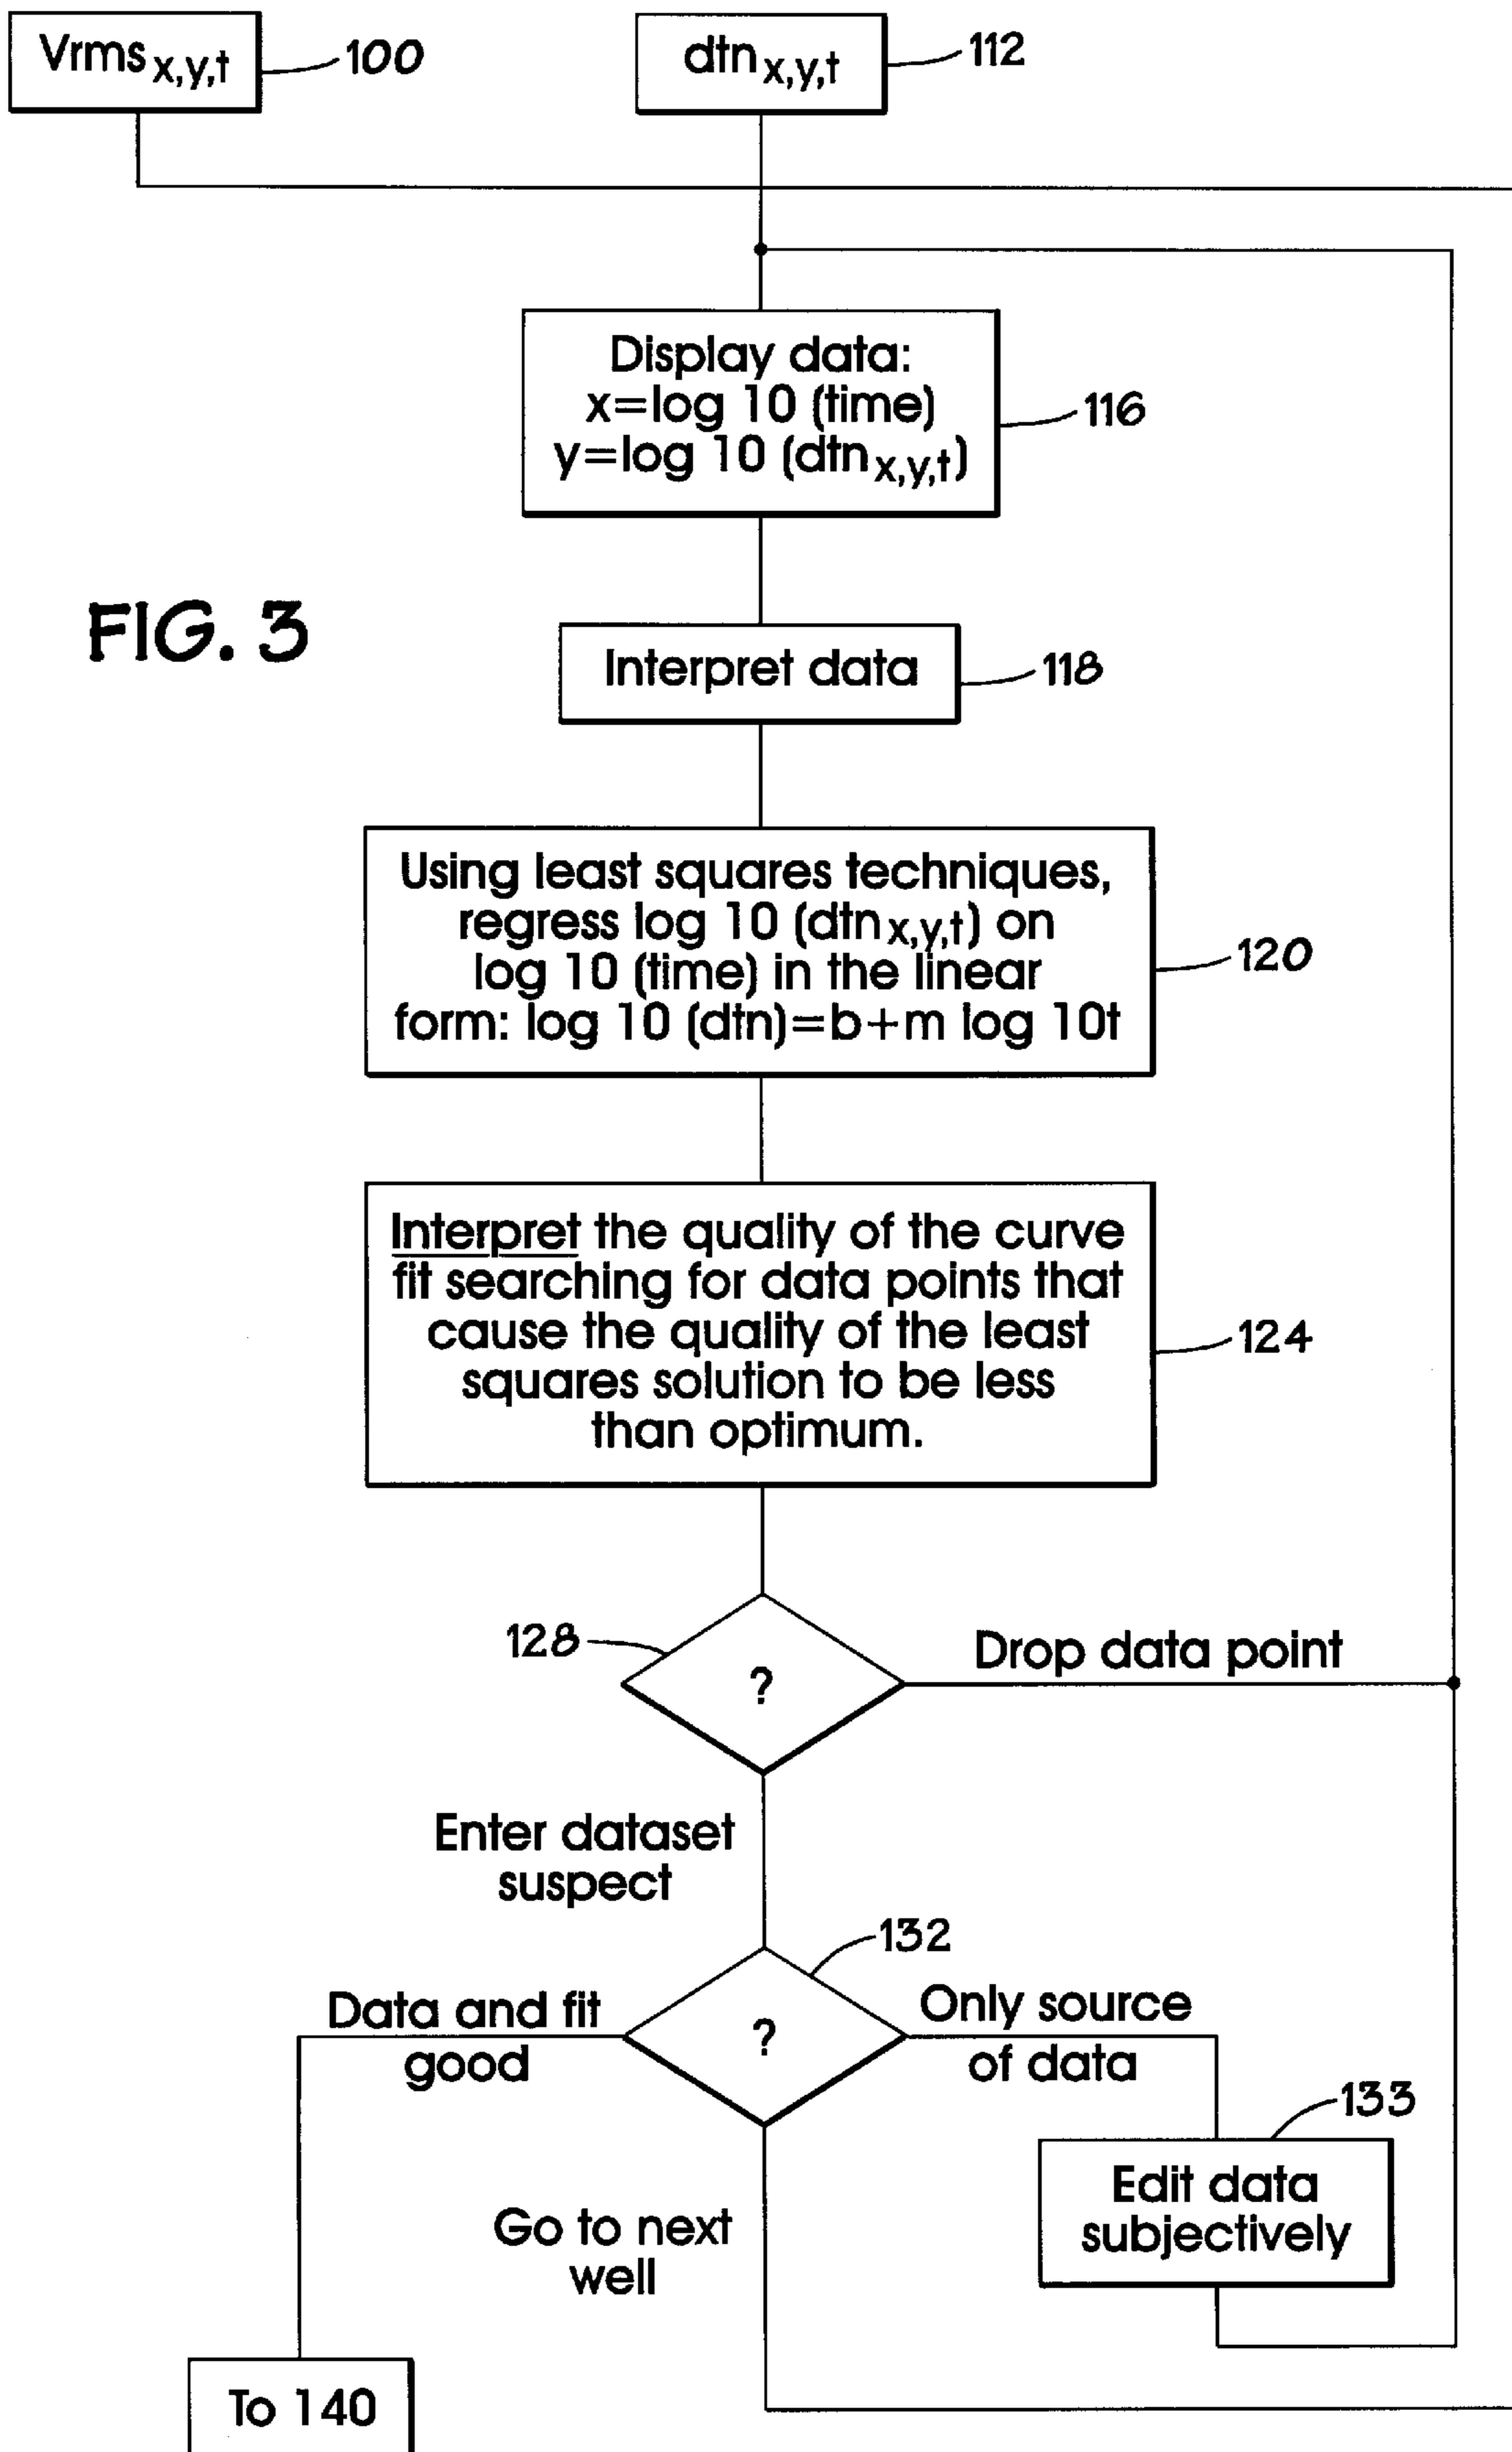 Vrms x,y,t
100
dtn x,y,t
112
Display data:
x=log 10 (time)
y=log 10 (dtn x,y,t)
116
FIG. 3
Interpret data
118
Using least squares techniques,
regress log 10 (dtn x,y,t) on
log 10 (time) in the linear
form: log 10 (dtn)=b+m log 10t
120
Interpret the quality of the curve
fit searching for data points that
cause the quality of the least
squares solution to be less
than optimum.
124
128
?
Drop data point
Enter dataset
suspect
132
Data and fit
good
?
Only source
of data
133
Edit data
subjectively
Go to next
well
To 140